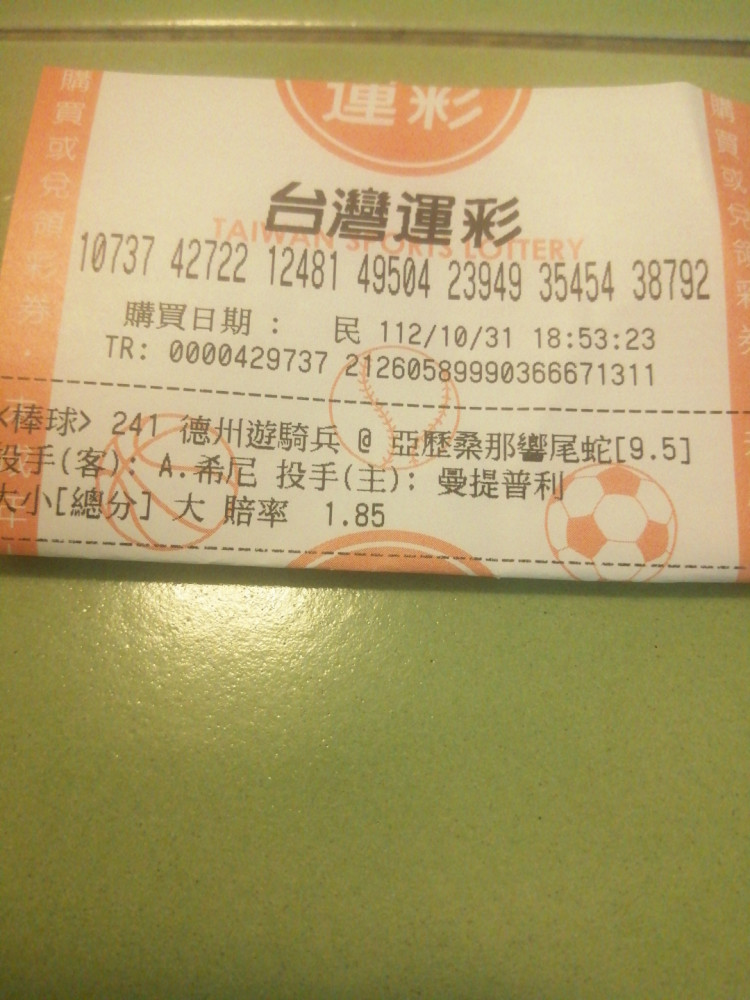 運彩
台灣運彩
TAIWAN SPORTS LOTTERY
10737 42722 12481 49504 23949 35454 38792
購買日期 : 民 112/10/31 18:53:23
TR: 0000429737 21260589990366671311
<棒球> 241 德州遊騎兵 @ 亞歷桑那響尾蛇[9.5]
投手(客): A.希尼 投手(主): 曼提普利
大小[總分] 大 賠率 1.85
購買或兌領彩券.
購買或兌領彩券